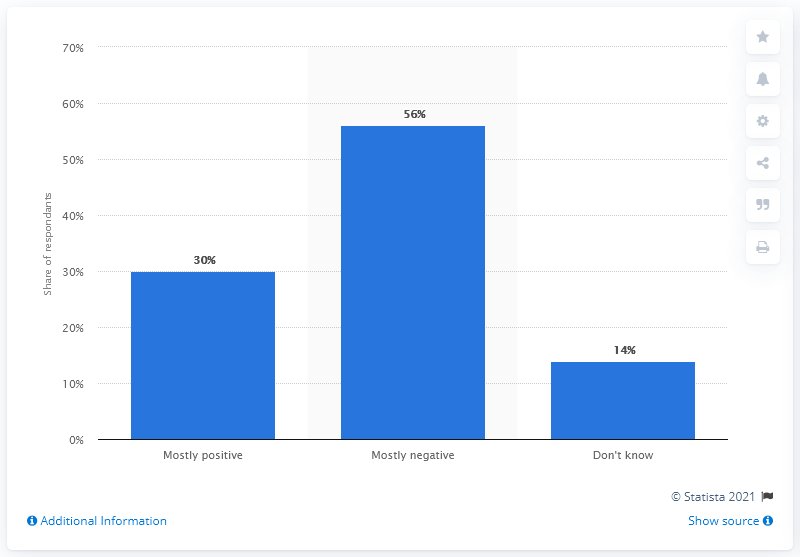 70%
60%
50%
40%
30%
20%
10%
0%
Share of respondants
30%
56%
14%
Mostly positive
Mostly negative
Don't know
© Statista 2021
Additional Information
Show source